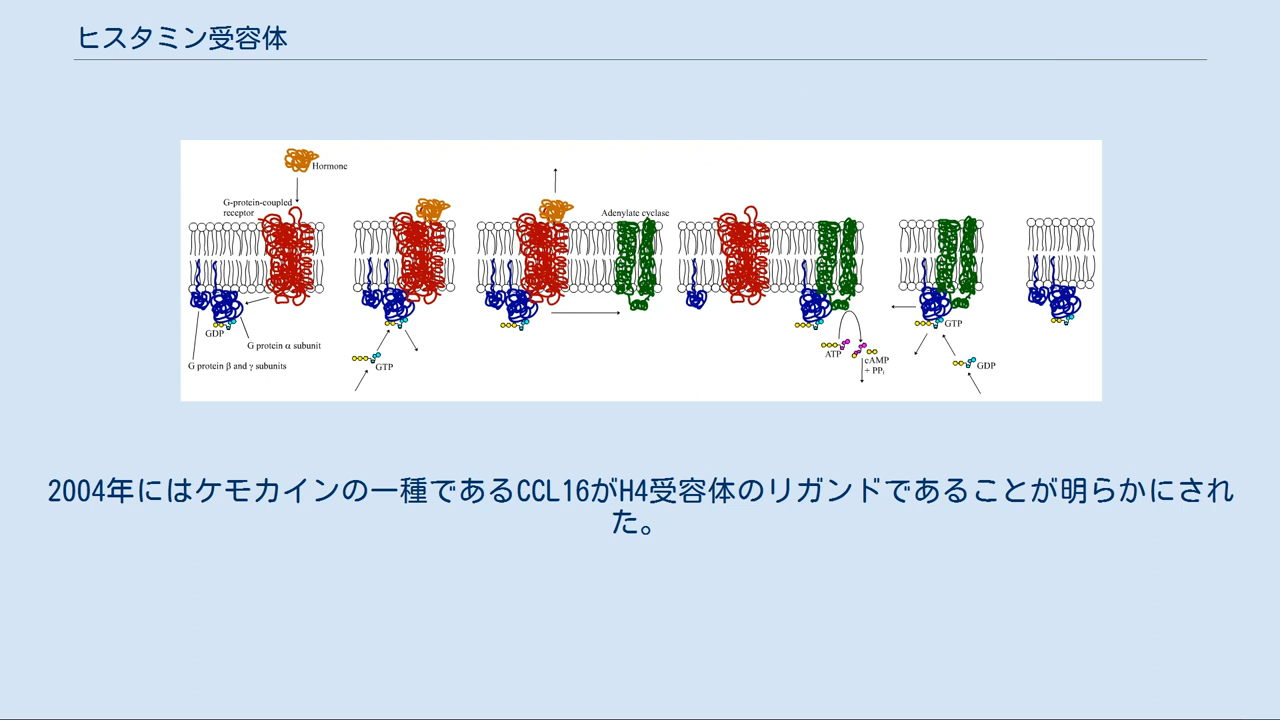 ヒスタミン受容体
Hormone
G-protein-coupled
receptor
Adenylate cyclase
GDP
G protein α subunit
G protein β and γ subunits
GTP
ATP
cAMP
+ PPi
GTP
GDP
2004年にはケモカインの一種であるCCL16がH4受容体のリガンドであることが明らかにされ
た。